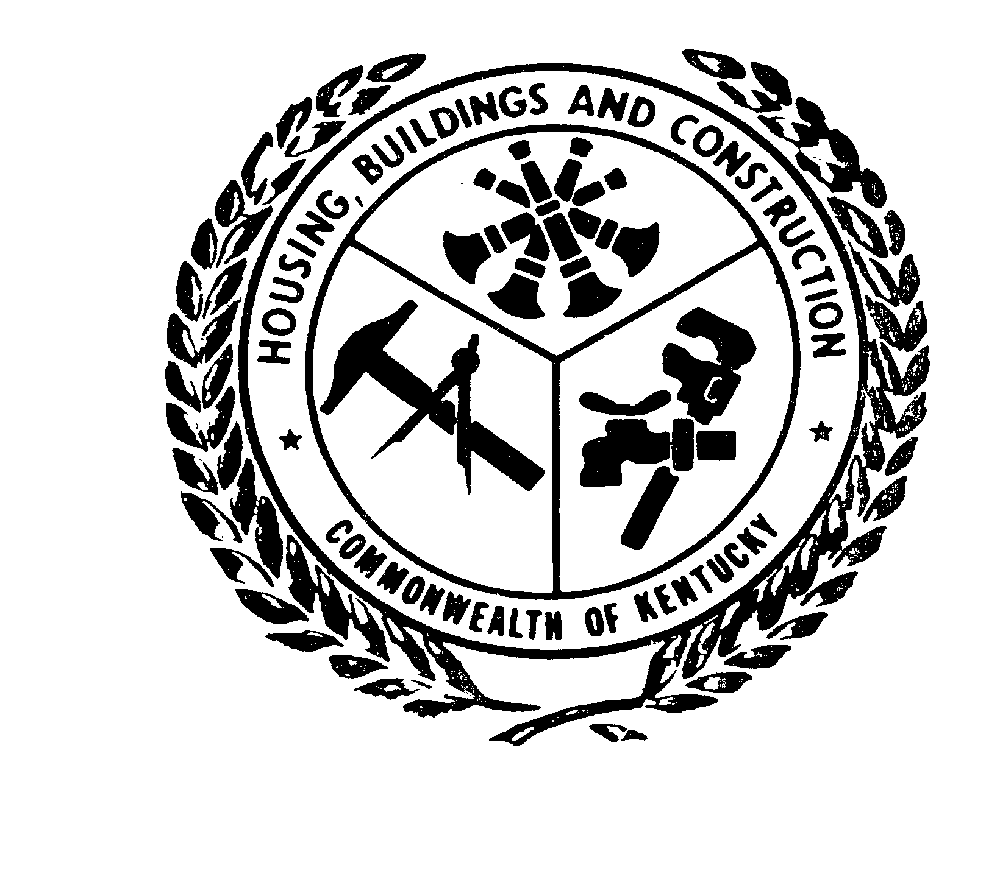 HOUSING, BUILDINGS AND CONSTRUCTION
COMMONWEALTH OF KENTUCKY